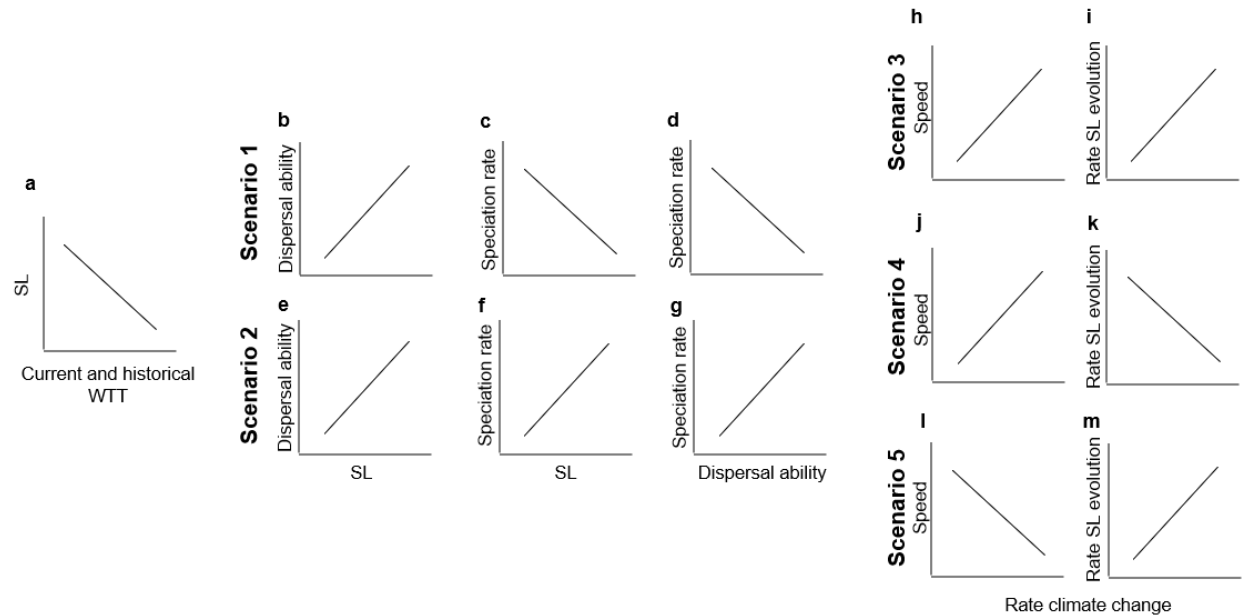 a
SL
Current and historical
WTT
Scenario 1
b
Dispersal ability
c
Speciation rate
d
Speciation rate
Scenario 2
e
Dispersal ability
SL
f
Speciation rate
SL
g
Speciation rate
Dispersal ability
Scenario 3
h
Speed
i
Rate SL evolution
Scenario 4
j
Speed
k
Rate SL evolution
Scenario 5
l
Speed
m
Rate SL evolution
Rate climate change